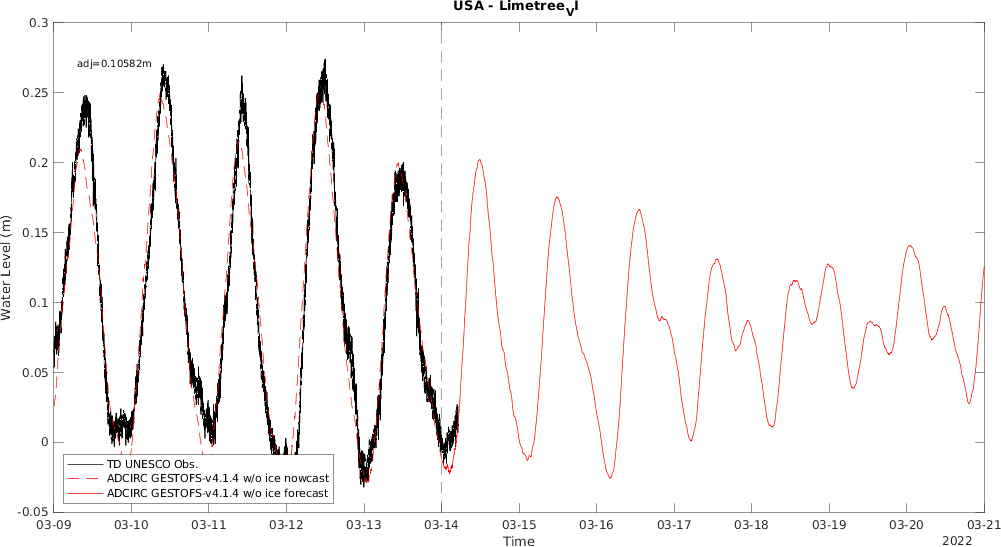 USA - Limetree_VI
0.3
0.25
0.2
0.15
0.1
0.05
0
-0.05
Water Level (m)
adj=0.10582m
TD UNESCO Obs.
ADCIRC GESTOFS-v4.1.4 w/o ice nowcast
ADCIRC GESTOFS-v4.1.4 w/o ice forecast
03-09 03-10 03-11 03-12 03-13 03-14 03-15 03-16 03-17 03-18 03-19 03-20 03-21
Time
2022